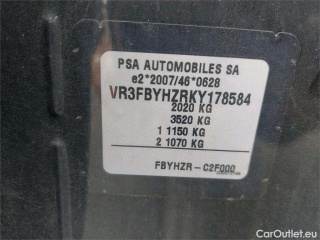 PSA AUTOMOBILES SA
e2*2007/46*0628
VR3FBYHZRKY178584
2020 KG
3520 KG
1 1150 KG
2 1070 KG
FBYHZR-C2F000
© CarOutlet.eu